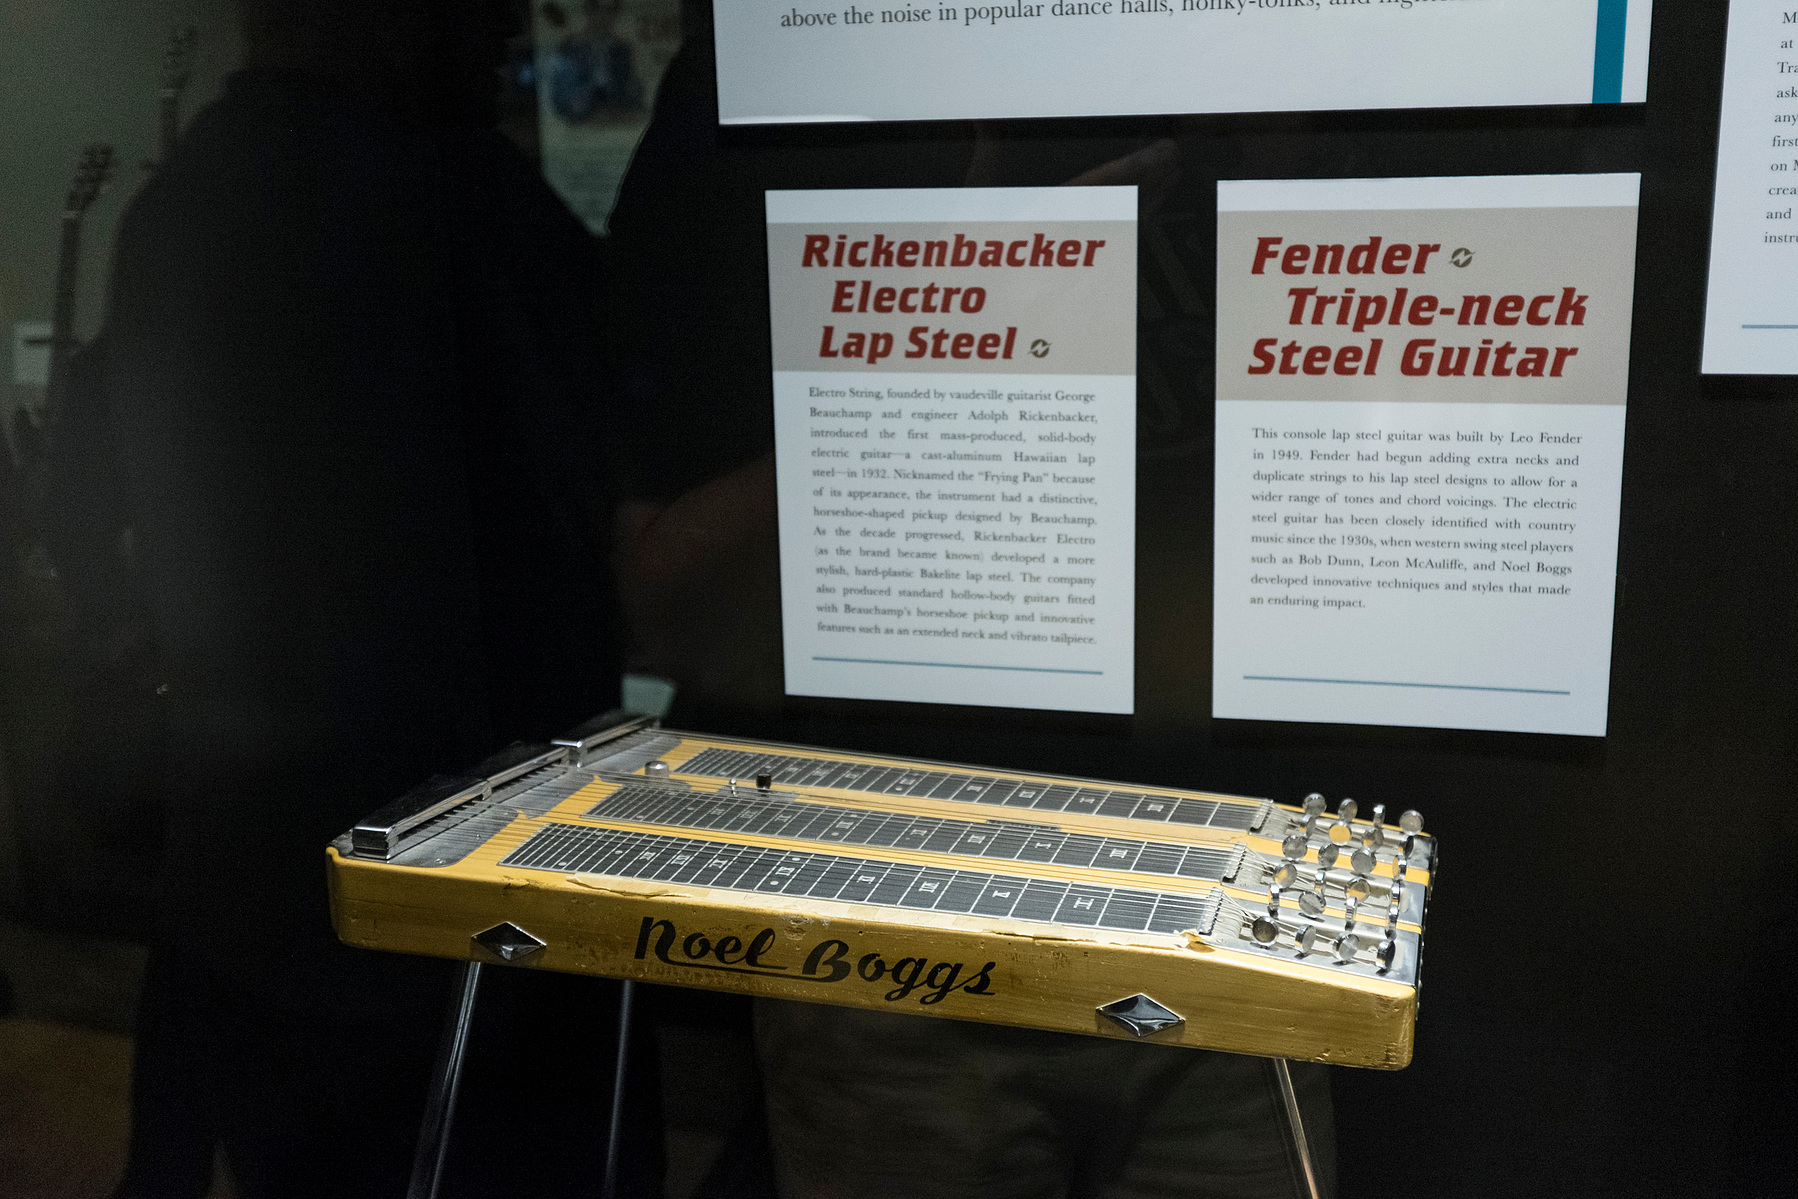 above the noise in popular dance halls, honky-tonks, and
Rickenbacker
Electro
Lap Steel
Electro String, founded by vaudeville guitarist George
Beauchamp and engineer Adolph Rickenbacker,
introduced the first mass-produced, solid-body
electric guitar—a cast-aluminum Hawaiian lap
steel—in 1932. Nicknamed the "Frying Pan" because
of its appearance, the instrument had a distinctive,
horseshoe-shaped pickup designed by Beauchamp.
As the decade progressed, Rickenbacker Electro
(as the brand became known) developed a more
stylish, hard-plastic Bakelite lap steel. The company
also produced standard hollow-body guitars fitted
with Beauchamp's horseshoe pickup and innovative
features such as an extended neck and vibrato tailpiece.
Fender
Triple-neck
Steel Guitar
This console lap steel guitar was built by Leo Fender
in 1949. Fender had begun adding extra necks and
duplicate strings to his lap steel designs to allow for a
wider range of tones and chord voicings. The electric
steel guitar has been closely identified with country
music since the 1930s, when western swing steel players
such as Bob Dunn, Leon McAuliffe, and Noel Boggs
developed innovative techniques and styles that made
an enduring impact.
at
any
first
on
and
Noel Boggs